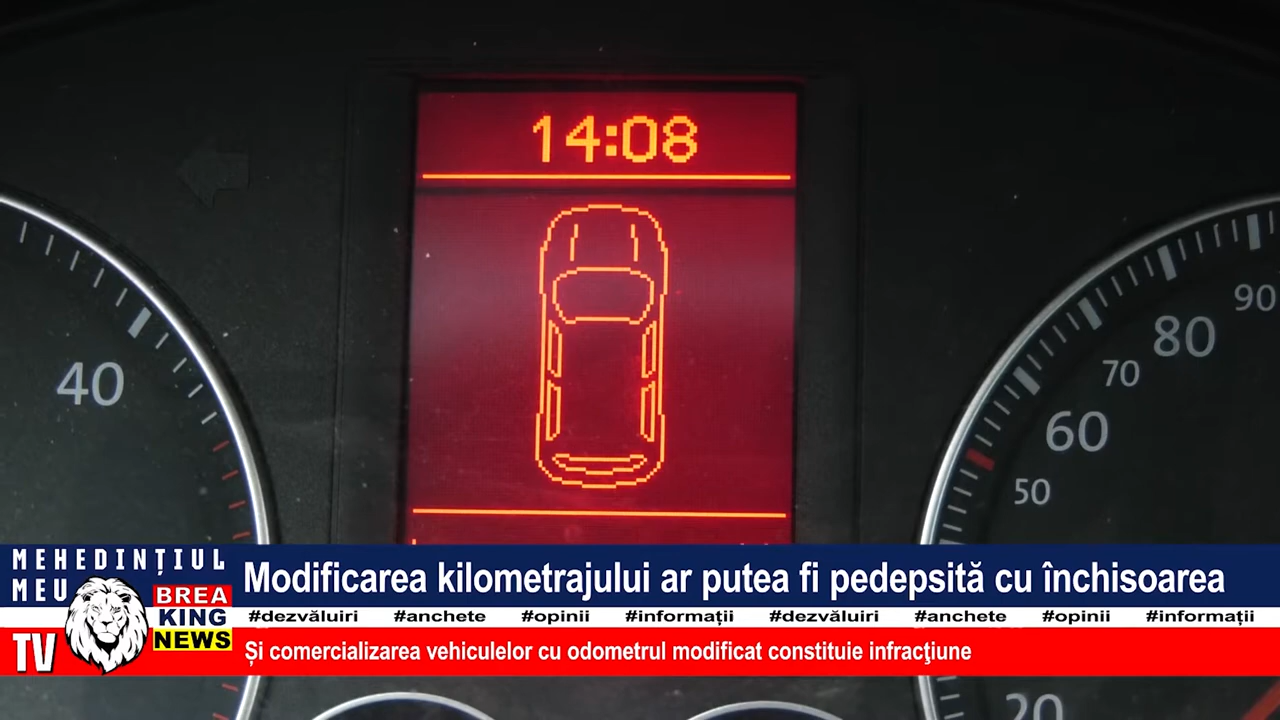 14:08
40
90
80
70
60
50
20
MEHEDINȚIUL
MEU
TV
BREA
KING
NEWS
Modificarea kilometrajului ar putea fi pedepsită cu închisoarea
#dezvăluiri #anchete #opinii #informații #dezvăluiri #anchete #opinii #informații
Și comercializarea vehiculelor cu odometrul modificat constituie infracţiune